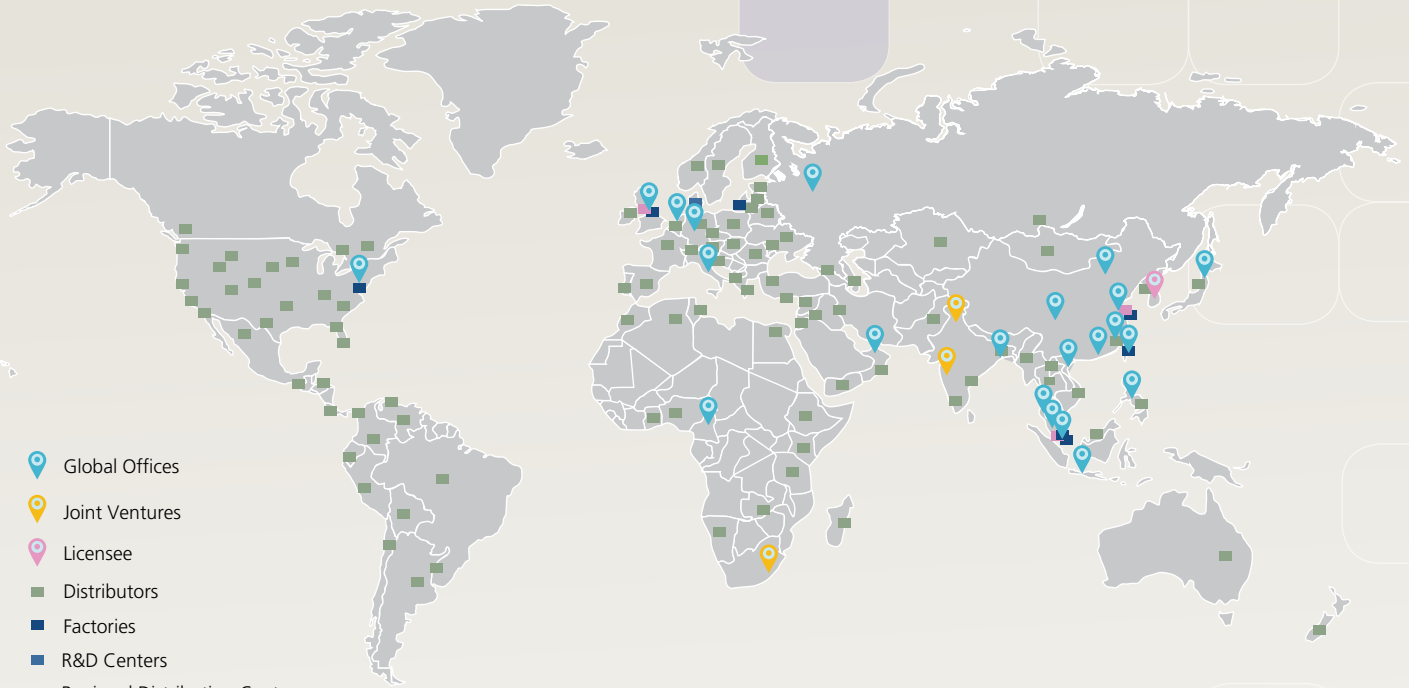 Global Offices
Joint Ventures
Licensee
Distributors
Factories
R&D Centers